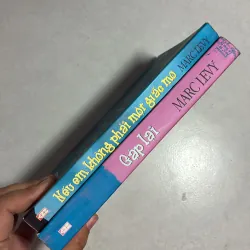 Nếu em không phải một giấc mơ
MARC LEVY
Gặp lại
MARC LEVY